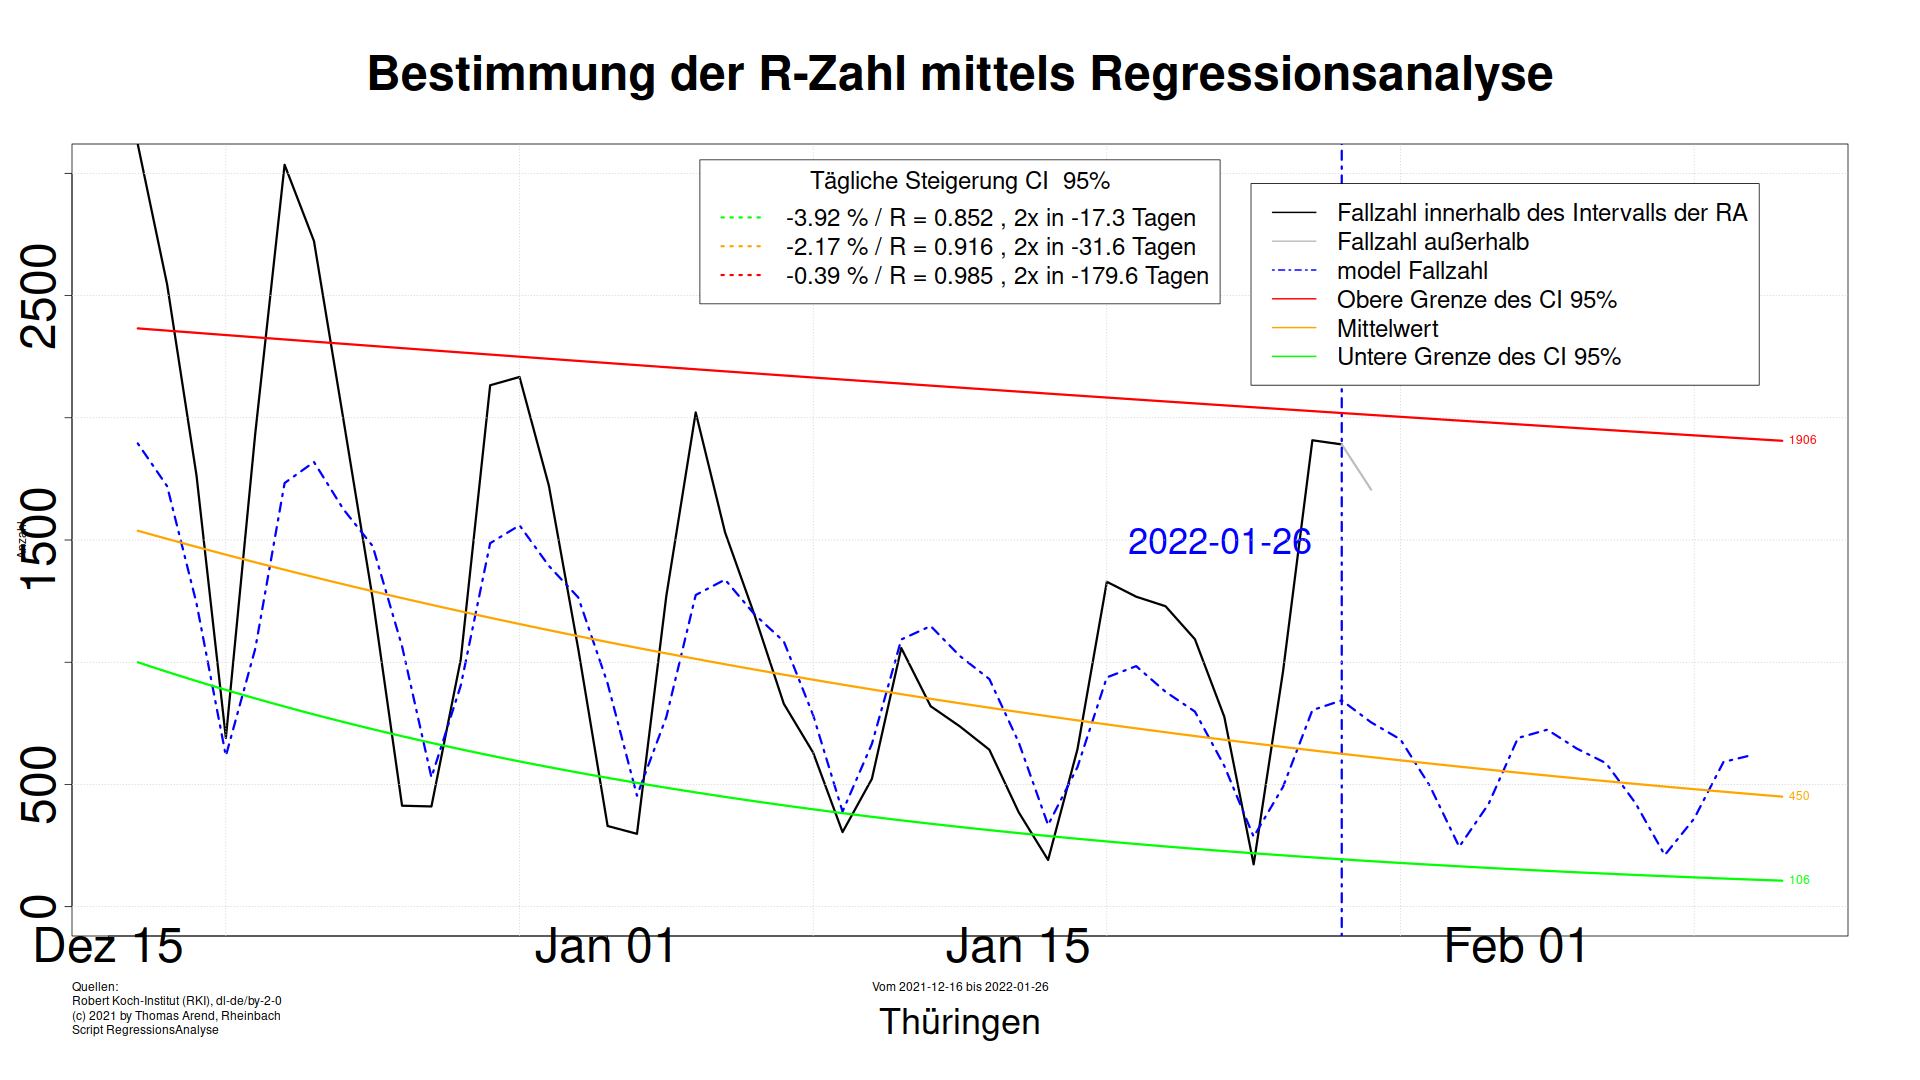 Bestimmung der R-Zahl mittels Regressionsanalyse
Tägliche Steigerung CI  95%
-3.92 % / R = 0.852 , 2x in -17.3 Tagen
-2.17 % / R = 0.916 , 2x in -31.6 Tagen
-0.39 % / R = 0.985 , 2x in -179.6 Tagen
Fallzahl innerhalb des Intervalls der RA
Fallzahl außerhalb
model Fallzahl
Obere Grenze des CI 95%
Mittelwert
Untere Grenze des CI 95%
2500
1500
500
0
Anzahl
1906
2022-01-26
450
106
Dez 15
Jan 01
Jan 15
Feb 01
Quellen:
Robert Koch-Institut (RKI), dl-de/by-2-0
(c) 2021 by Thomas Arend, Rheinbach
Script RegressionsAnalyse
Vom 2021-12-16 bis 2022-01-26
Thüringen